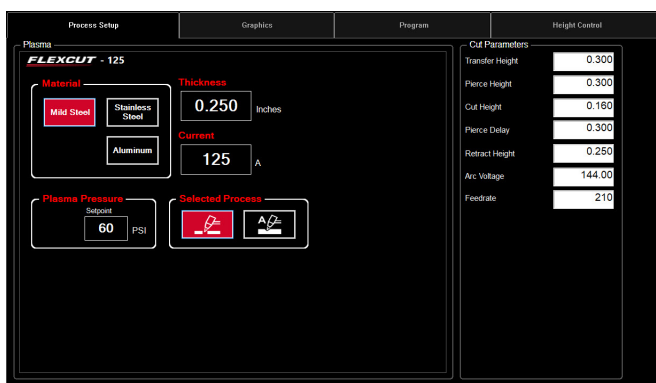 Process Setup
Graphics
Program
Height Control
Plasma
FLEXCUT - 125
Material
Mild Steel
Stainless
Steel
Aluminum
Thickness
0.250 Inches
Current
125 A
Plasma Pressure
Setpoint
60 PSI
Selected Process
A
Cut Parameters
Transfer Height 0.300
Pierce Height 0.300
Cut Height 0.160
Pierce Delay 0.300
Retract Height 0.250
Arc Voltage 144.00
Feedrate 210